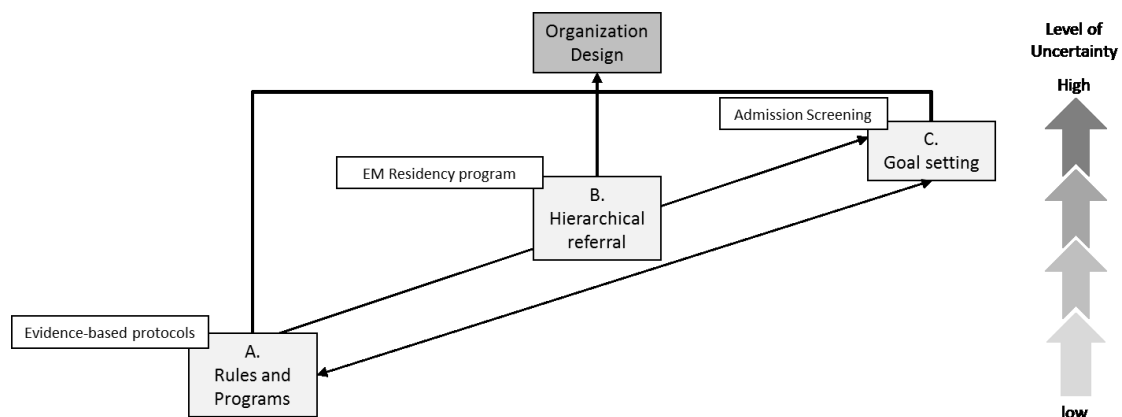 Organization
Design
Level of
Uncertainty
High
Admission Screening
C.
Goal setting
EM Residency program
B.
Hierarchical
referral
Evidence-based protocols
A.
Rules and
Programs
low